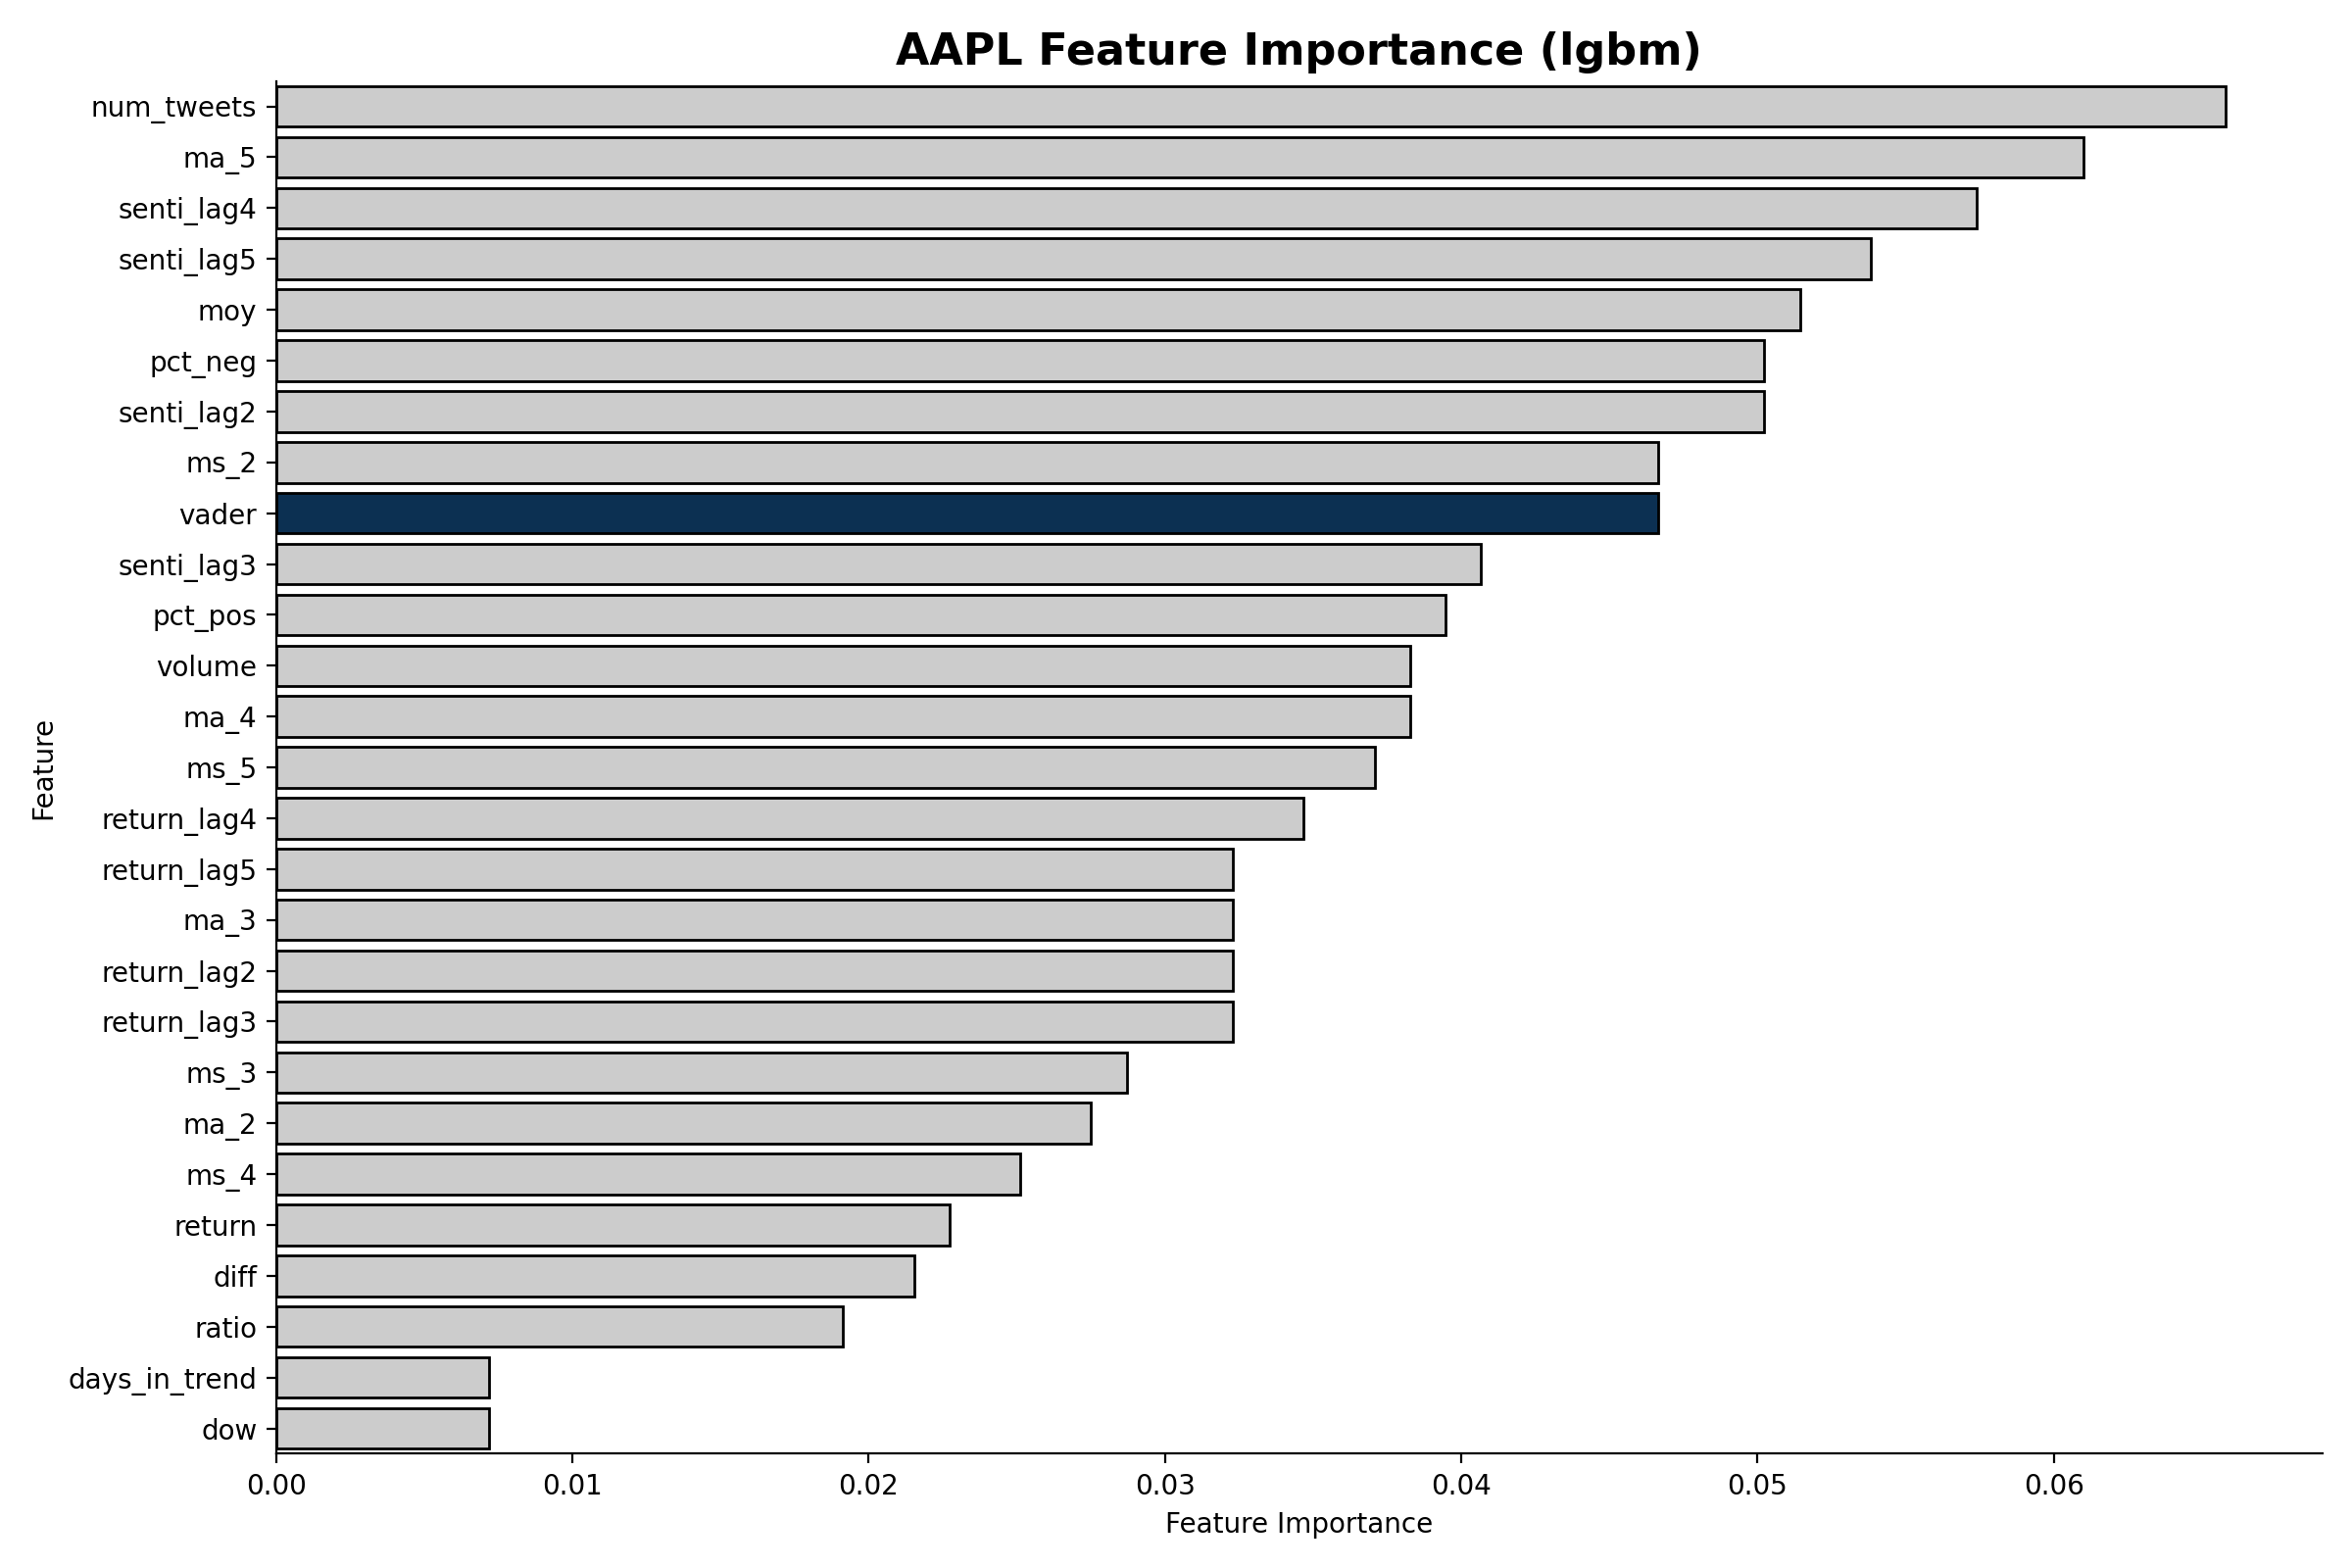 AAPL Feature Importance (lgbm)
num_tweets
ma_5
senti_lag4
senti_lag5
moy
pct_neg
senti_lag2
ms_2
vader
senti_lag3
pct_pos
volume
ma_4
ms_5
return_lag4
return_lag5
ma_3
return_lag2
return_lag3
ms_3
ma_2
ms_4
return
diff
ratio
days_in_trend
dow
Feature
0.00 0.01 0.02 0.03 0.04 0.05 0.06
Feature Importance